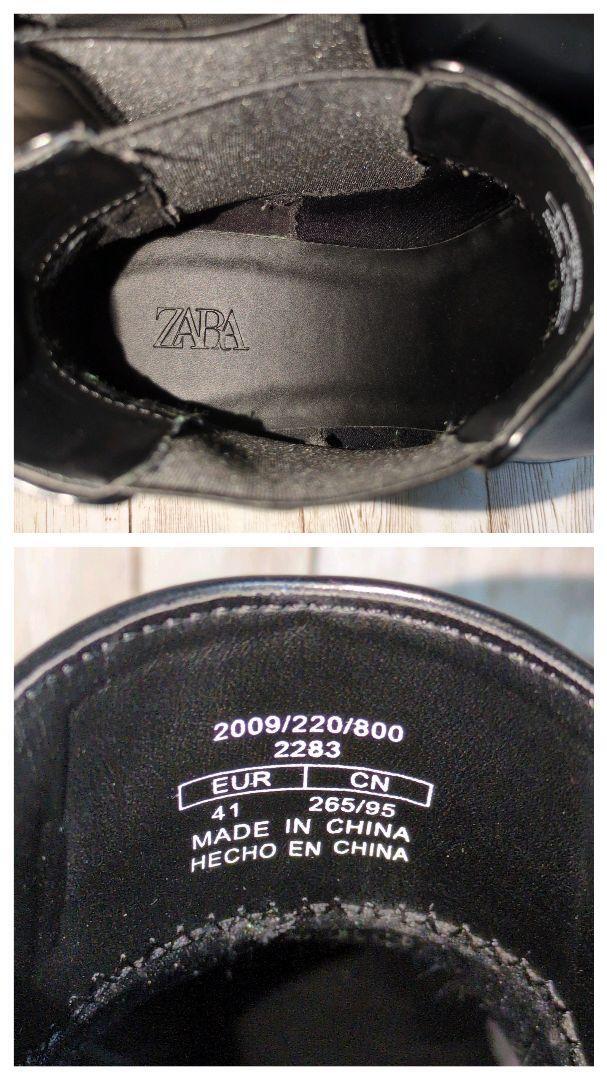 ZARA
2009/220/800
2283
EUR CN
41 265/95
MADE IN CHINA
HECHO EN CHINA